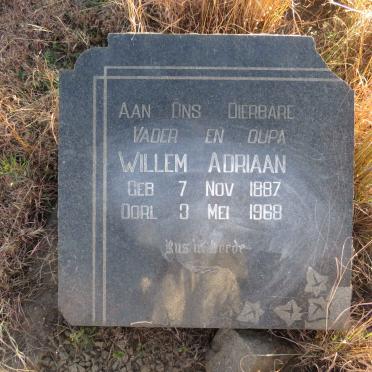 AAN ONS DIERBARE
VADER EN OUPA
WILLEM ADRIAAN
GEB 7 NOV 1887
OORL 3 MEI 1968
Rus in Vrede